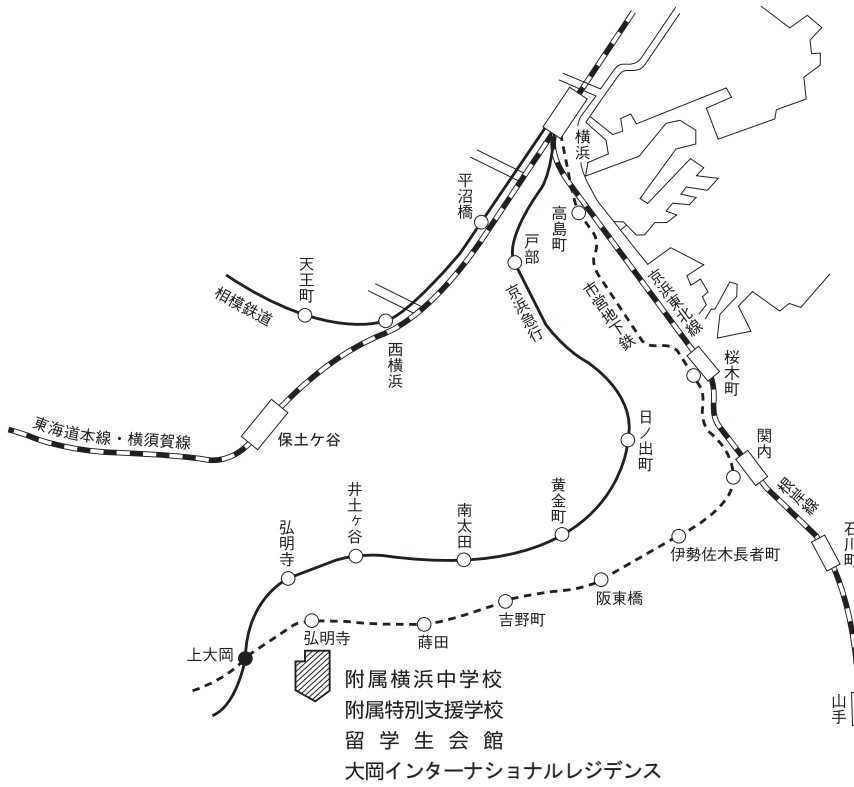 横浜
平沼橋
高島町
戸部
天王町
相模鉄道
京浜急行
市営地下鉄
京浜東北線
西横浜
桜木町
東海道本線・横須賀線
保土ケ谷
日ノ出町
関内
根岸線
黄金町
南太田
井土ヶ谷
弘明寺
石川町
伊勢佐木長者町
阪東橋
吉野町
蒔田
弘明寺
上大岡
山手
附属横浜中学校
附属特別支援学校
留学生会館
大岡インターナショナルレジデンス